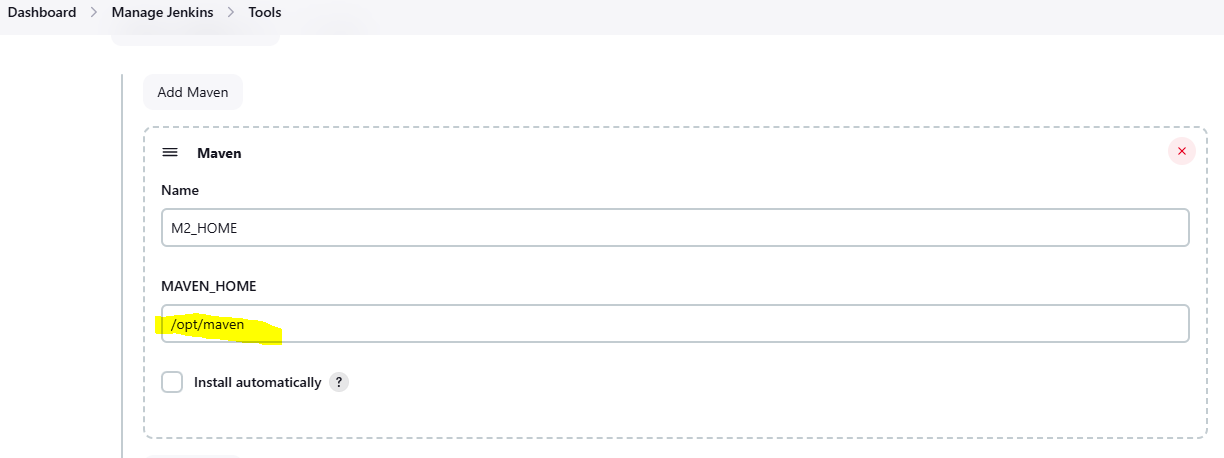 Dashboard > Manage Jenkins > Tools
Add Maven
Maven
Name
M2_HOME
MAVEN_HOME
/opt/maven
Install automatically ?